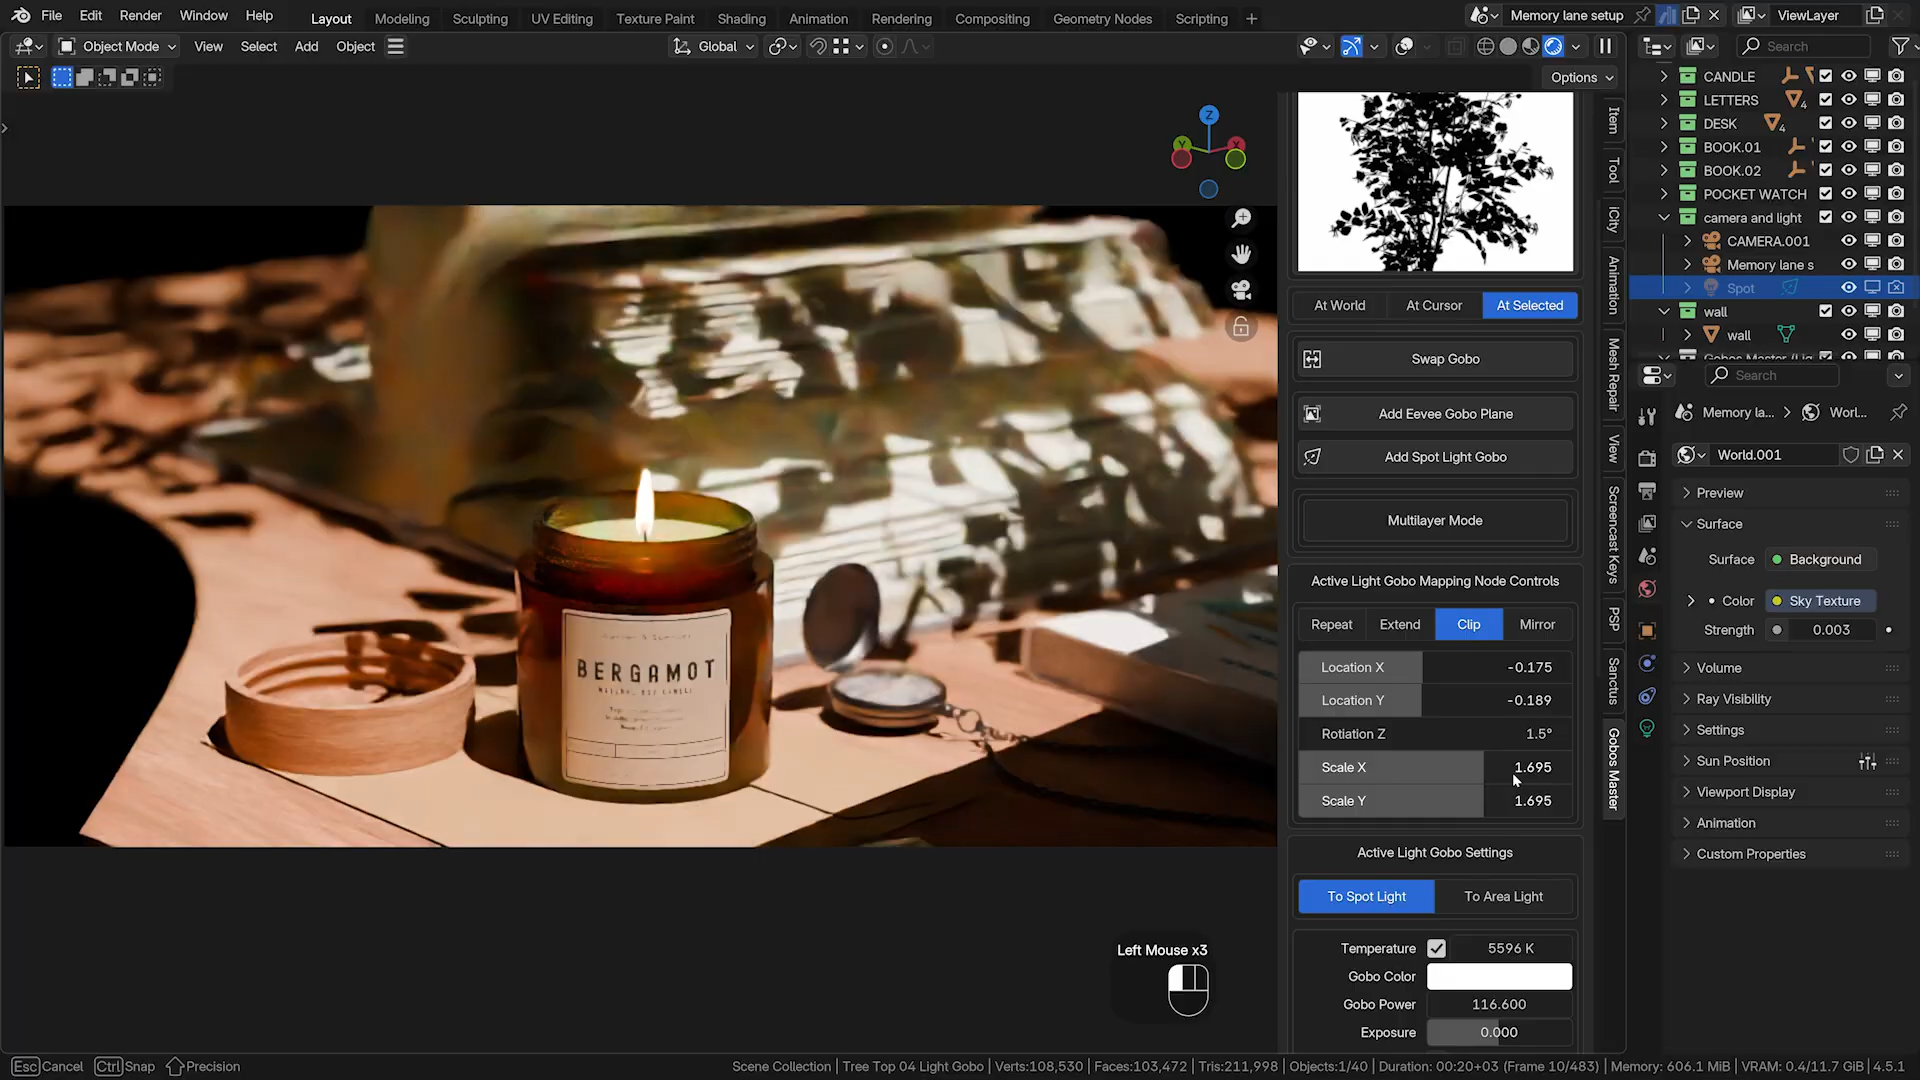 File Edit Render Window Help Layout Modeling Sculpting UV Editing Texture Paint Shading Animation Rendering Compositing Geometry Nodes Scripting + Memory lane setup ViewLayer
Object Mode View Select Add Object Global Search
Options
CANDLE
LETTERS 4
DESK 4
BOOK.01
BOOK.02
POCKET WATCH
camera and light
CAMERA.001
Memory lane s
Spot
wall
wall
Item
Tool
iCity
Animation
Mesh Repair
View
Screencast Keys
PSP
Sanctus
Gobos Master
Z
Y
X
At World At Cursor At Selected
Swap Gobo
Add Eevee Gobo Plane
Add Spot Light Gobo
Multilayer Mode
Active Light Gobo Mapping Node Controls
Repeat Extend Clip Mirror
Location X -0.175
Location Y -0.189
Rotiation Z 1.5°
Scale X 1.695
Scale Y 1.695
Active Light Gobo Settings
To Spot Light To Area Light
Temperature 5596 K
Gobo Color
Gobo Power 116.600
Exposure 0.000
Search
Memory la... Worl...
World.001
Preview
Surface
Surface Background
Color Sky Texture
Strength 0.003
Volume
Ray Visibility
Settings
Sun Position
Viewport Display
Animation
Custom Properties
BERGAMOT
Left Mouse x3
Esc Cancel Ctrl Snap Precision Scene Collection | Tree Top 04 Light Gobo | Verts:108,530 | Faces:103,472 | Tris:211,998 | Objects:1/40 | Duration: 00:20+03 (Frame 10/483) | Memory: 606.1 MiB | VRAM: 0.4/11.7 GiB | 4.5.1